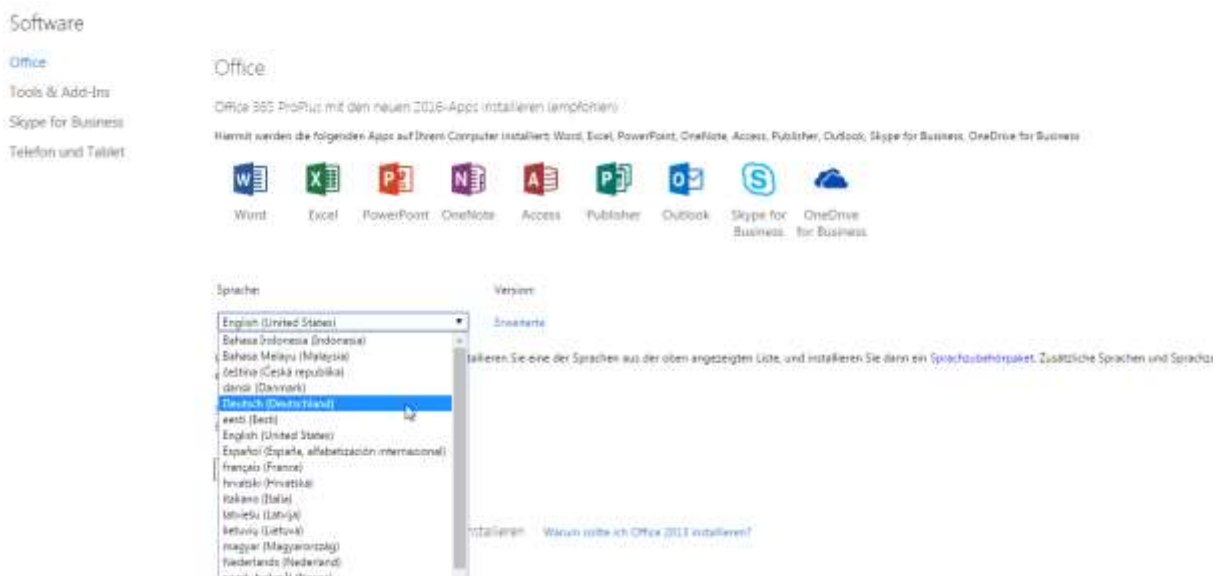 Software
Office
Tools & Add-Ins
Skype for Business
Telefon und Tablet
Office
Office 365 ProPlus mit den neuen 2016-Apps installieren (empfohlen)
Hiermit werden die folgenden Apps auf Ihrem Computer installiert: Word, Excel, PowerPoint, OneNote, Access, Publisher, Outlook, Skype for Business, OneDrive for Business
Word Excel PowerPoint OneNote Access Publisher Outlook Skype for Business OneDrive for Business
Sprache: Version:
English (United States) Erweiterte
Bahasa Indonesia (Indonesia)
Bahasa Melayu (Malaysia)
tallieren Sie eine der Sprachen aus der oben angezeigten Liste, und installieren Sie dann ein Sprachzubehörpaket. Zusätzliche Sprachen und Sprachzu
čeština (Česká republika)
dansk (Danmark)
Deutsch (Deutschland)
eesti (Eesti)
English (United States)
Español (España, alfabetización internacional)
français (France)
hrvatski (Hrvatska)
italiano (Italia)
latviešu (Latvija)
lietuvių (Lietuva)
nstallieren Warum sollte ich Office 2013 installieren?
magyar (Magyarország)
Nederlands (Nederland)